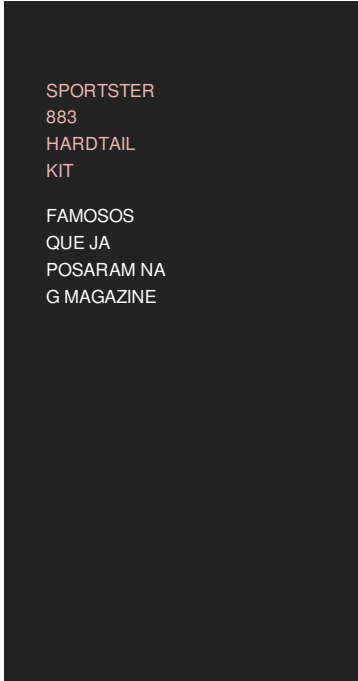 SPORTSTER
883
HARDTAIL
KIT
FAMOSOS
QUE JA
POSARAM NA
G MAGAZINE